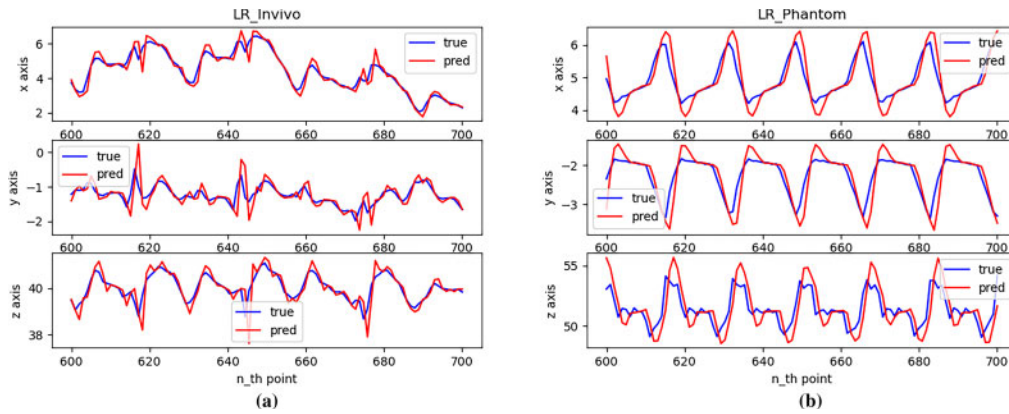 LR_Invivo
x axis
6
4
2
true
pred
600 620 640 660 680 700
y axis
0
−1
−2
true
pred
600 620 640 660 680 700
z axis
40
38
true
pred
600 620 640 660 680 700
n_th point
(a)
LR_Phantom
x axis
6
5
4
true
pred
600 620 640 660 680 700
y axis
−2
−3
true
pred
600 620 640 660 680 700
z axis
55
50
true
pred
600 620 640 660 680 700
n_th point
(b)